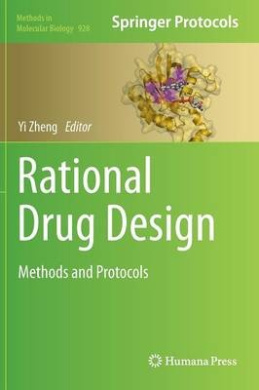 Methods in
Molecular Biology 928
Springer Protocols
Yi Zheng Editor
Rational
Drug Design
Methods and Protocols
Humana Press